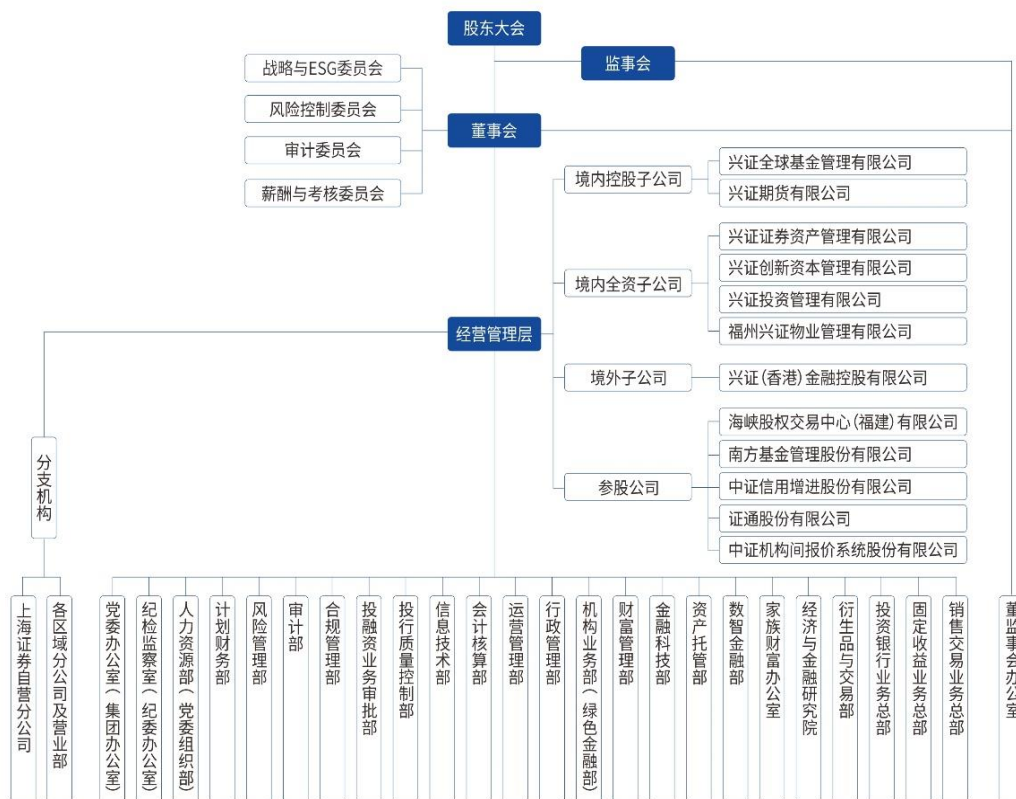 股东大会
监事会
战略与ESG委员会
风险控制委员会
董事会
审计委员会
薪酬与考核委员会
境内控股子公司
兴证全球基金管理有限公司
兴证期货有限公司
境内全资子公司
兴证证券资产管理有限公司
兴证创新资本管理有限公司
兴证投资管理有限公司
福州兴证物业管理有限公司
经营管理层
境外子公司
兴证(香港)金融控股有限公司
参股公司
海峡股权交易中心(福建)有限公司
南方基金管理股份有限公司
中证信用增进股份有限公司
证通股份有限公司
中证机构间报价系统股份有限公司
分支机构
上海证券自营分公司
各区域分公司及营业部
党委办公室(集团办公室)
纪检监察室(纪委办公室)
人力资源部(党委组织部)
计划财务部
风险管理部
审计部
合规管理部
投融资业务审批部
投行质量控制部
信息技术部
会计核算部
运营管理部
行政管理部
机构业务部(绿色金融部)
财富管理部
金融科技部
资产托管部
数智金融部
家族财富办公室
经济与金融研究院
衍生品与交易部
投资银行业务总部
固定收益业务总部
销售交易业务总部
董监事会办公室